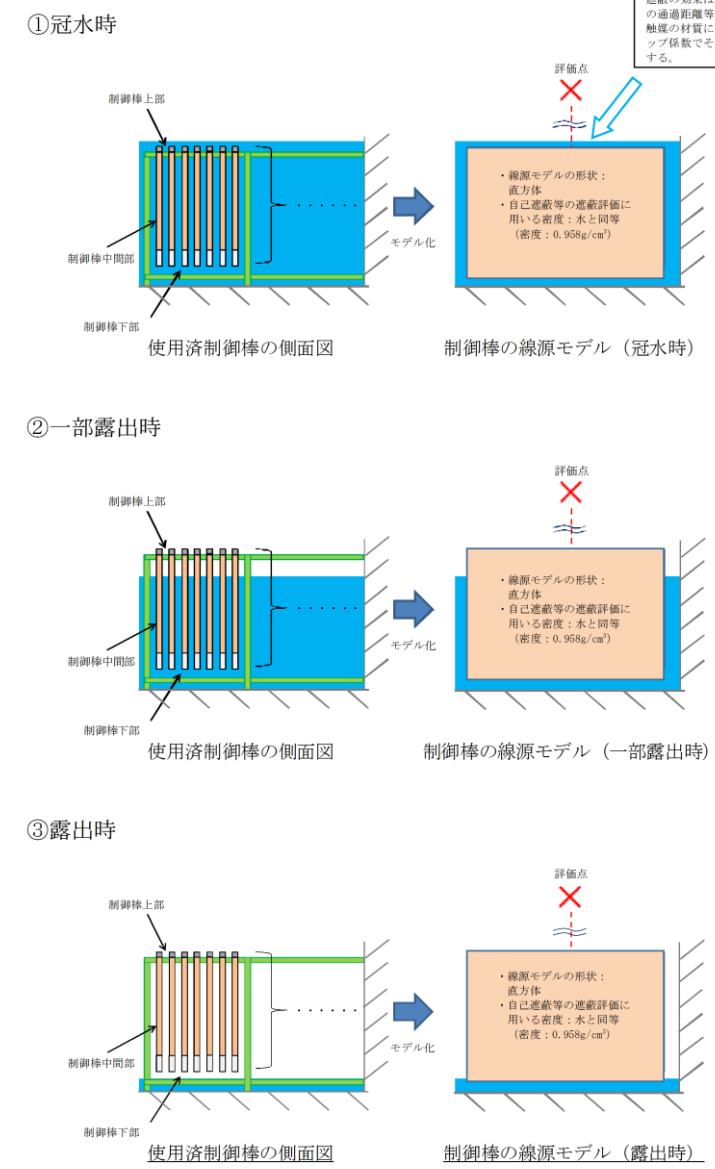 ①冠水時
の通過距離等
触媒の材質に
ップ係数でそ
する。
評価点
制御棒上部
・線源モデルの形状：
直方体
・自己遮蔽等の遮蔽評価に
用いる密度：水と同等
(密度：0.958g/cm³)
モデル化
制御棒中間部
制御棒下部
使用済制御棒の側面図
制御棒の線源モデル（冠水時）
②一部露出時
評価点
制御棒上部
・線源モデルの形状：
直方体
・自己遮蔽等の遮蔽評価に
用いる密度：水と同等
(密度：0.958g/cm³)
モデル化
制御棒中間部
制御棒下部
使用済制御棒の側面図
制御棒の線源モデル（一部露出時）
③露出時
評価点
制御棒上部
・線源モデルの形状：
直方体
・自己遮蔽等の遮蔽評価に
用いる密度：水と同等
(密度：0.958g/cm³)
モデル化
制御棒中間部
制御棒下部
使用済制御棒の側面図
制御棒の線源モデル（露出時）